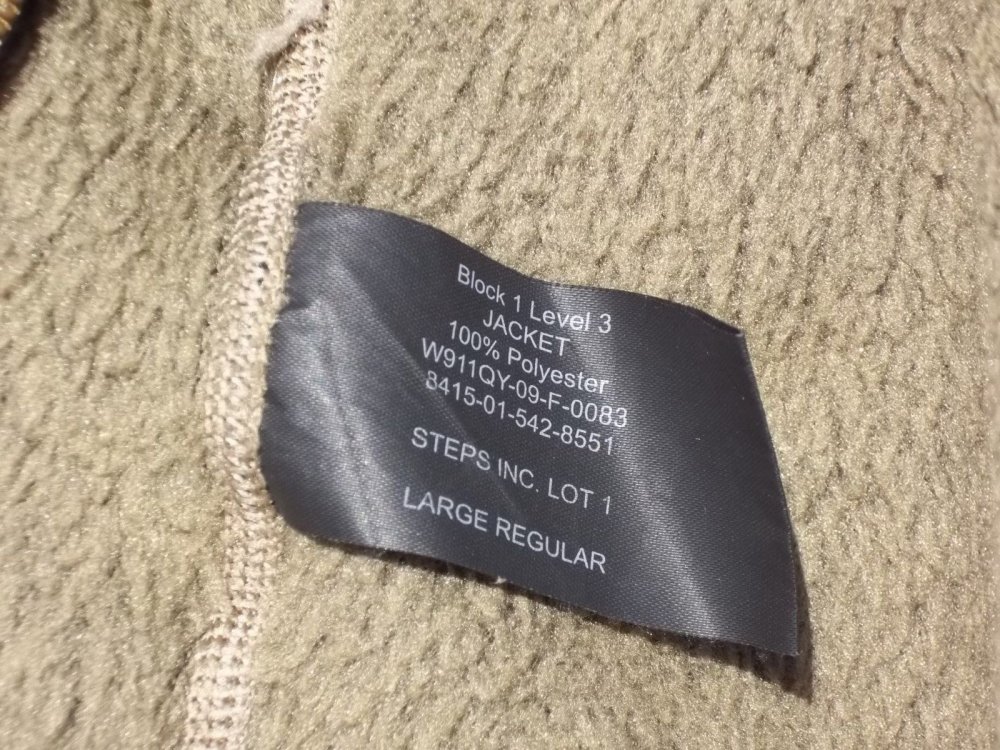 Block 1 Level 3
JACKET
100% Polyester
W911QY-09-F-0083
8415-01-542-8551
STEPS INC. LOT 1
LARGE REGULAR